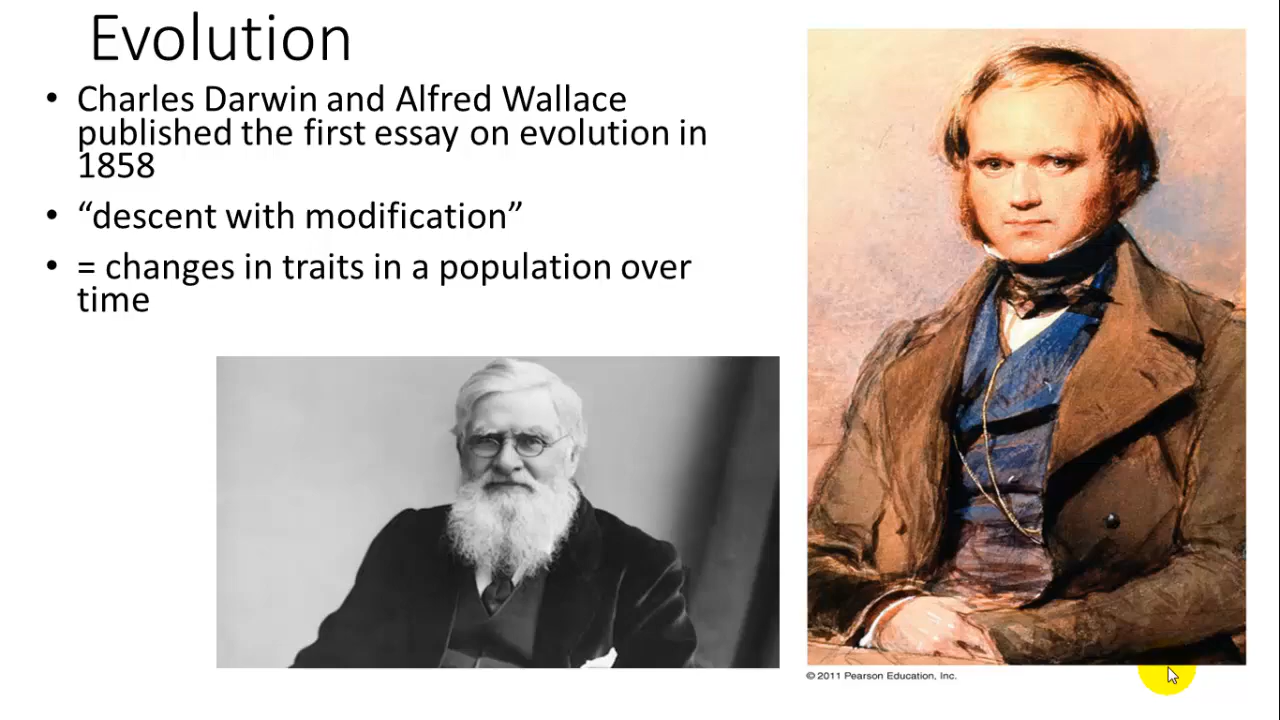 Evolution
• Charles Darwin and Alfred Wallace
published the first essay on evolution in
1858
• “descent with modification”
• = changes in traits in a population over
time
© 2011 Pearson Education, Inc.